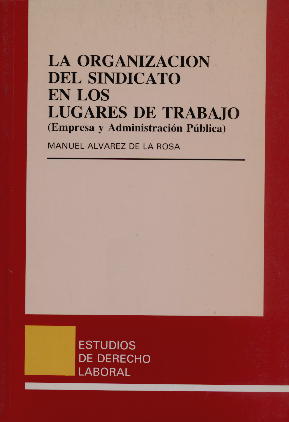 LA ORGANIZACION
DEL SINDICATO
EN LOS
LUGARES DE TRABAJO
(Empresa y Administración Pública)
MANUEL ALVAREZ DE LA ROSA
ESTUDIOS
DE DERECHO
LABORAL